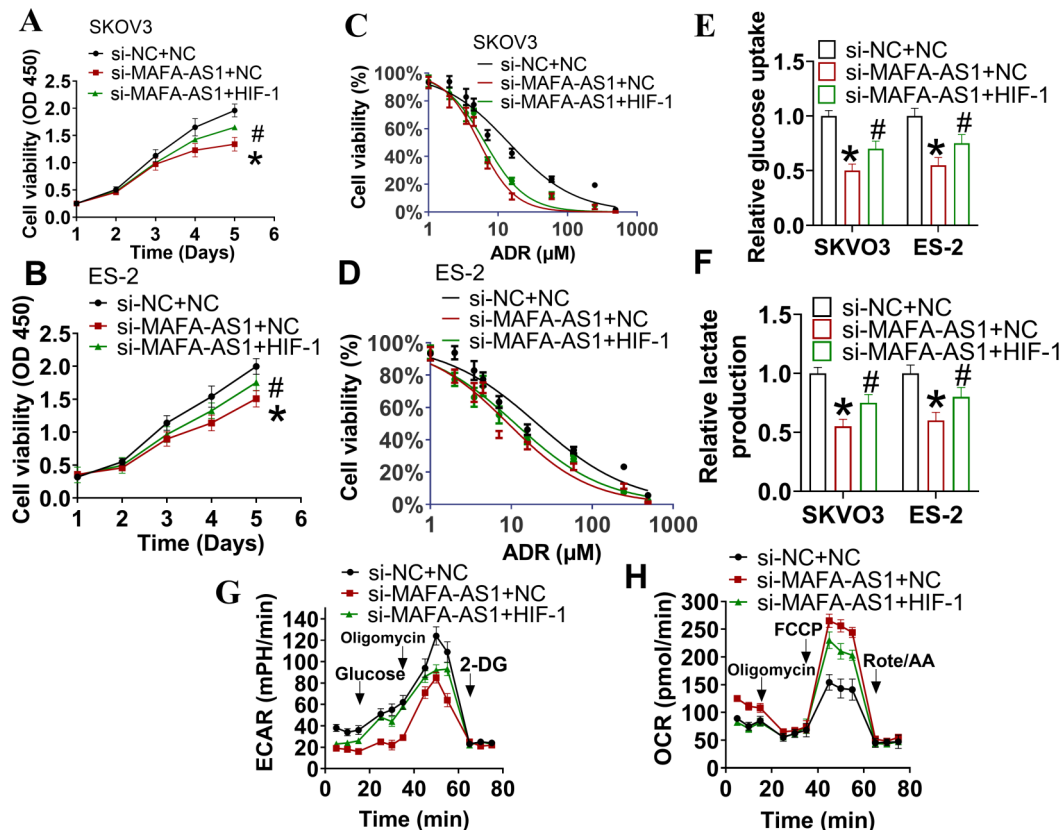 A
SKOV3
si-NC+NC
si-MAFA-AS1+NC
si-MAFA-AS1+HIF-1
Cell viability (OD 450)
2.5
2.0
1.5
1.0
0.5
0.0
#
*
1 2 3 4 5 6
Time (Days)
B
ES-2
si-NC+NC
si-MAFA-AS1+NC
si-MAFA-AS1+HIF-1
Cell viability (OD 450)
2.5
2.0
1.5
1.0
0.5
0.0
#
*
1 2 3 4 5 6
Time (Days)
C
SKOV3
si-NC+NC
si-MAFA-AS1+NC
si-MAFA-AS1+HIF-1
Cell viability (%)
100%
80%
60%
40%
20%
0%
1 10 100 1000
ADR (µM)
D
ES-2
si-NC+NC
si-MAFA-AS1+NC
si-MAFA-AS1+HIF-1
Cell viability (%)
100%
80%
60%
40%
20%
0%
1 10 100 1000
ADR (µM)
E
si-NC+NC
si-MAFA-AS1+NC
si-MAFA-AS1+HIF-1
Relative glucose uptake
1.5
1.0
0.5
0.0
* # * #
SKVO3 ES-2
F
si-NC+NC
si-MAFA-AS1+NC
si-MAFA-AS1+HIF-1
Relative lactate
production
1.5
1.0
0.5
0.0
* # * #
SKVO3 ES-2
G
si-NC+NC
si-MAFA-AS1+NC
si-MAFA-AS1+HIF-1
ECAR (mPH/min)
140
120
100
80
60
40
20
0
Oligomycin
Glucose
2-DG
0 20 40 60 80
Time (min)
H
si-NC+NC
si-MAFA-AS1+NC
si-MAFA-AS1+HIF-1
OCR (pmol/min)
300
250
200
150
100
50
0
FCCP
Oligomycin
Rote/AA
0 20 40 60 80
Time (min)